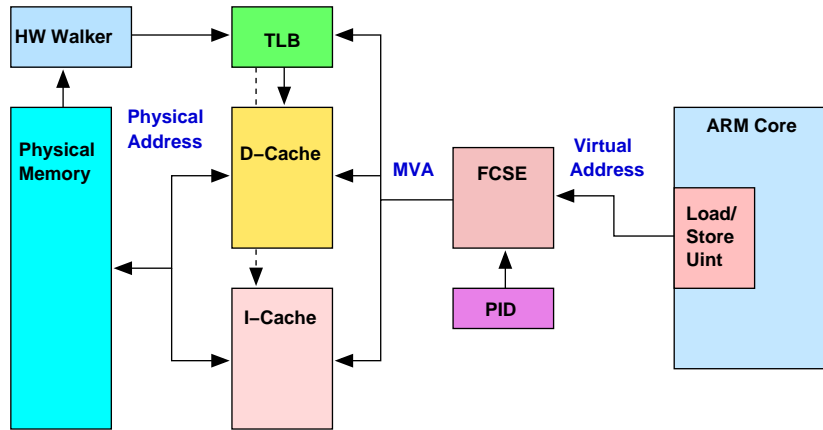 HW Walker
TLB
Physical
Address
ARM Core
Physical
Memory
D–Cache
MVA
FCSE
Virtual
Address
Load/
Store
Uint
I–Cache
PID